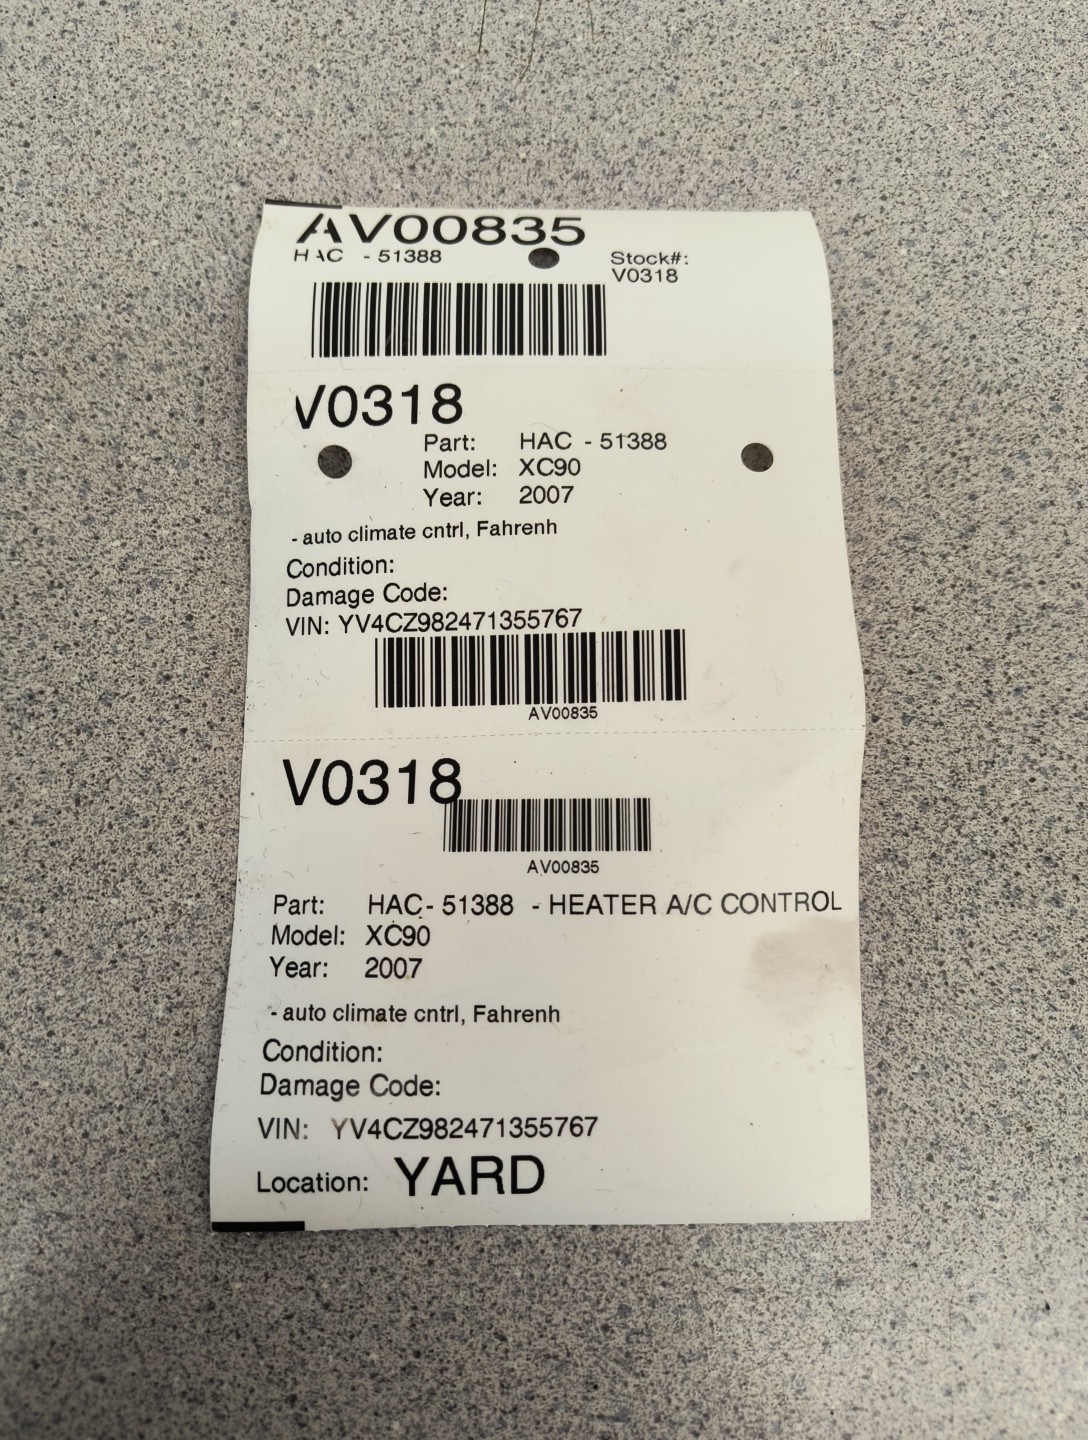 AV00835
HAC - 51388
Stock#:
V0318
V0318
Part: HAC - 51388
Model: XC90
Year: 2007
- auto climate cntrl, Fahrenh
Condition:
Damage Code:
VIN: YV4CZ982471355767
AV00835
V0318
AV00835
Part: HAC- 51388 - HEATER A/C CONTROL
Model: XC90
Year: 2007
- auto climate cntrl, Fahrenh
Condition:
Damage Code:
VIN: YV4CZ982471355767
Location: YARD